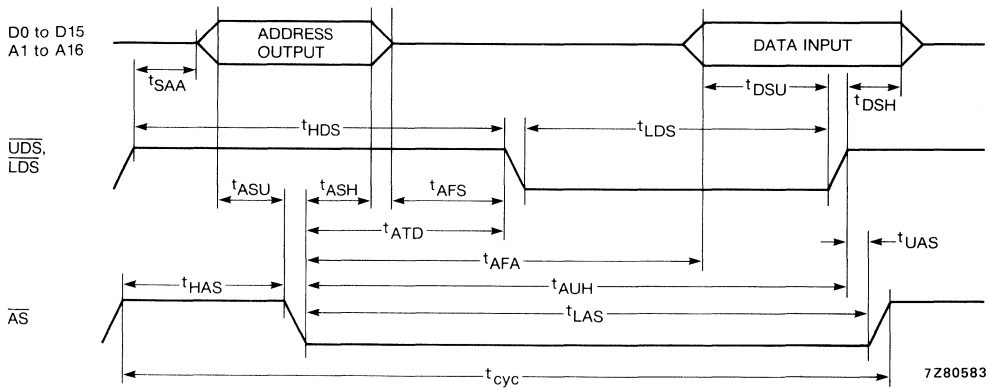 D0 to D15
A1 to A16
ADDRESS
OUTPUT
DATA INPUT
tSAA
tDSU
tDSH
tHDS
tLDS
UDS,
LDS
tASU
tASH
tAFS
tATD
tUAS
tAFA
tHAS
tAUH
tLAS
AS
tcyc
7Z80583